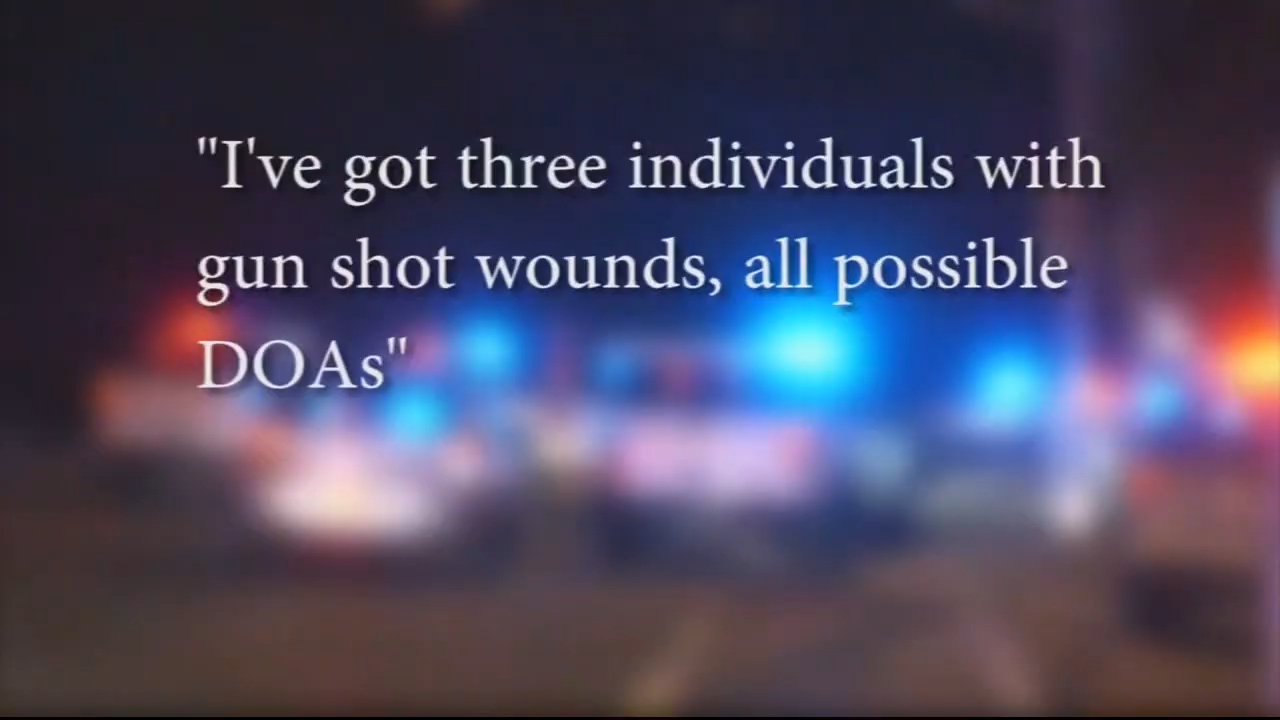 "I've got three individuals with
gun shot wounds, all possible
DOAs"